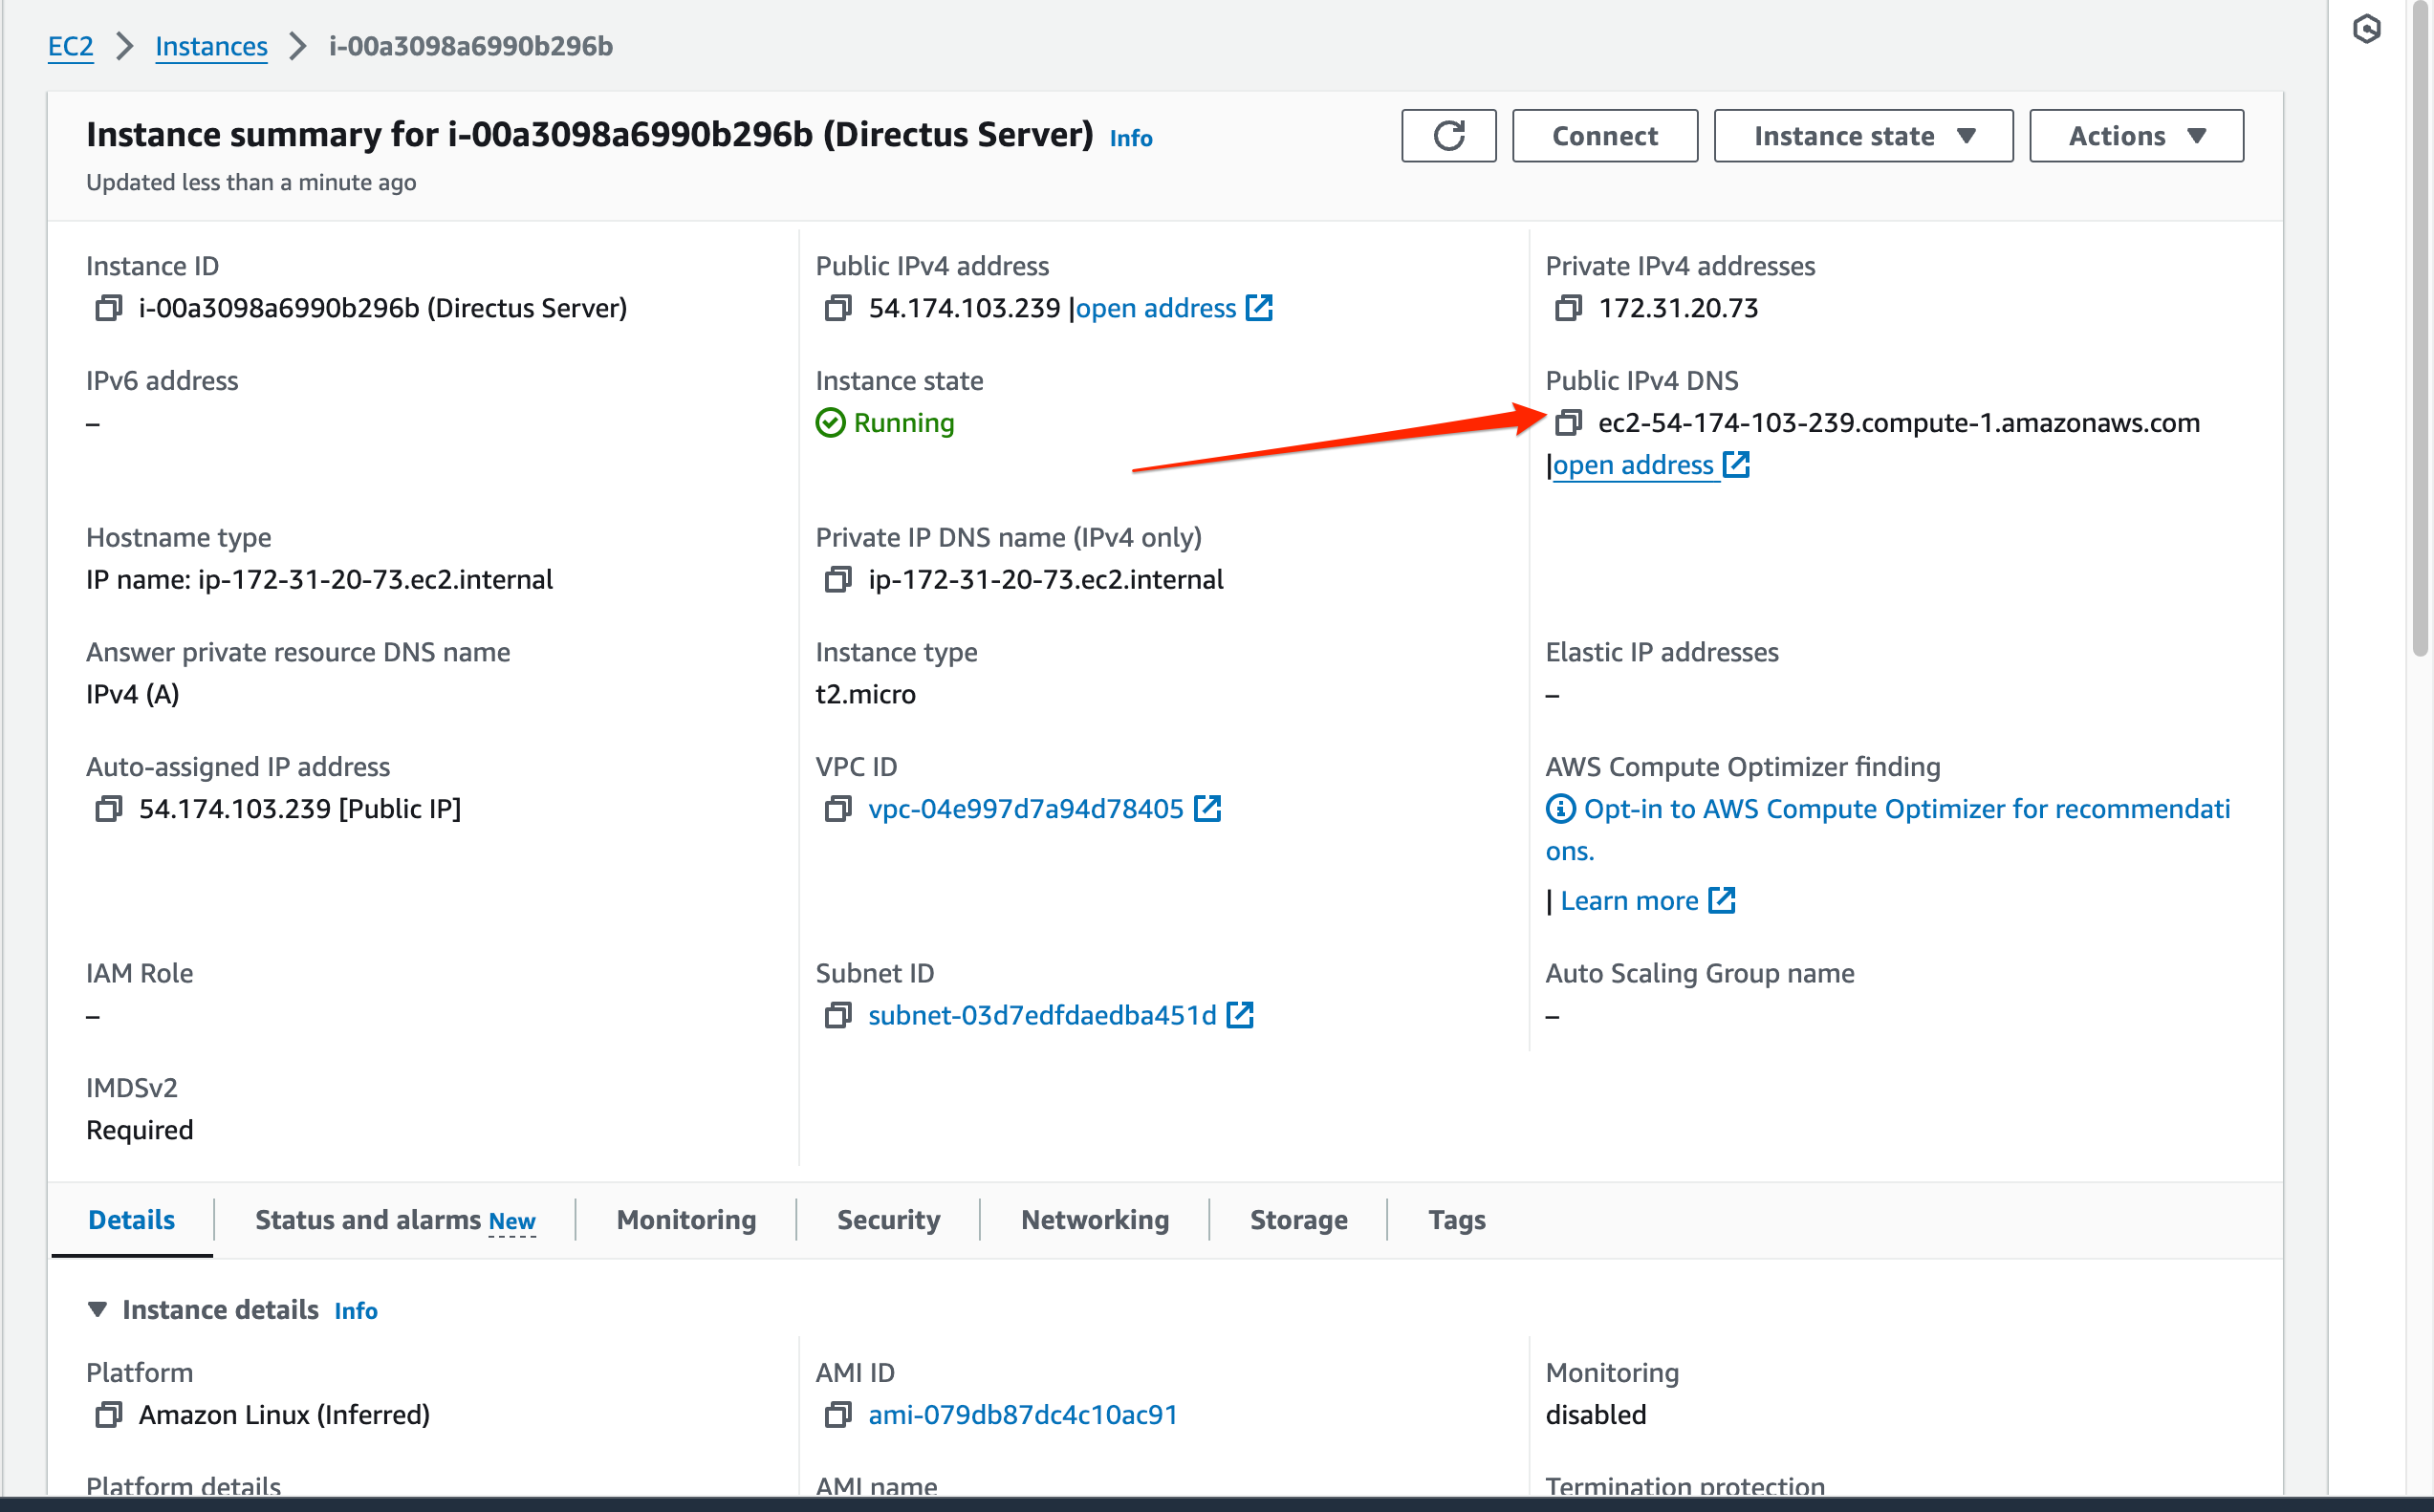 EC2 Instances i-00a3098a6990b296b
Instance summary for i-00a3098a6990b296b (Directus Server) Info
Connect
Instance state
Actions
Updated less than a minute ago
Instance ID
i-00a3098a6990b296b (Directus Server)
Public IPv4 address
54.174.103.239 |open address
Private IPv4 addresses
172.31.20.73
IPv6 address
–
Instance state
Running
Public IPv4 DNS
ec2-54-174-103-239.compute-1.amazonaws.com
|open address
Hostname type
IP name: ip-172-31-20-73.ec2.internal
Private IP DNS name (IPv4 only)
ip-172-31-20-73.ec2.internal
Answer private resource DNS name
IPv4 (A)
Instance type
t2.micro
Elastic IP addresses
–
Auto-assigned IP address
54.174.103.239 [Public IP]
VPC ID
vpc-04e997d7a94d78405
AWS Compute Optimizer finding
Opt-in to AWS Compute Optimizer for recommendati
ons.
| Learn more
IAM Role
–
Subnet ID
subnet-03d7edfdaedba451d
Auto Scaling Group name
–
IMDSv2
Required
Details
Status and alarms New
Monitoring
Security
Networking
Storage
Tags
Instance details Info
Platform
Amazon Linux (Inferred)
AMI ID
ami-079db87dc4c10ac91
Monitoring
disabled
Platform details
AMI name
Termination protection